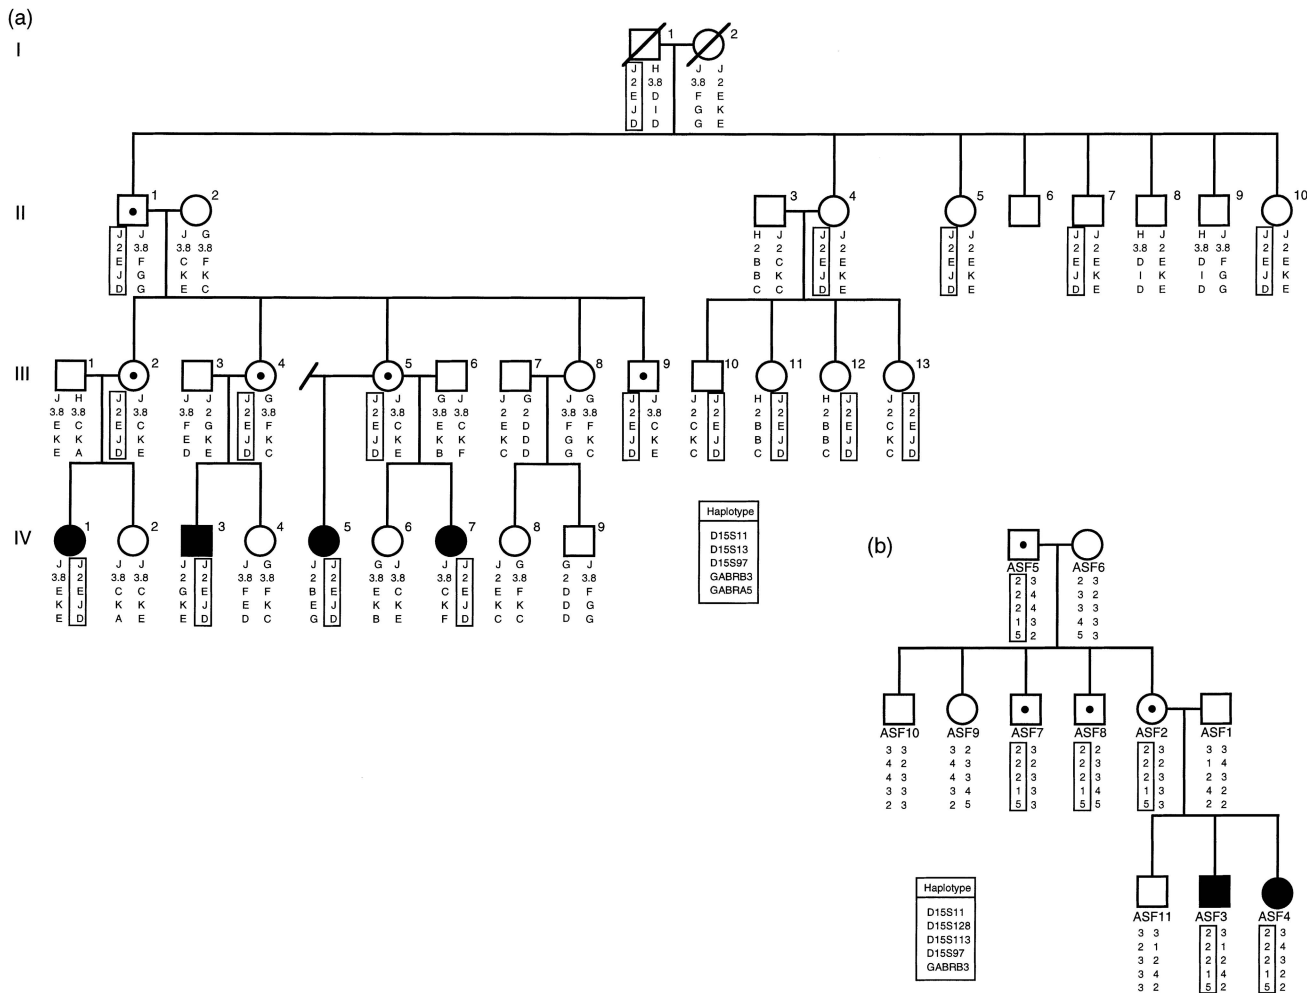 (a)
I
1 2
J H J J
2 3.8 3.8 2
E D F E
J I G K
D D G E
II
1 2 3 4 5 6 7 8 9 10
J J J G H J J J J J J J H J H J J J
2 3.8 3.8 3.8 2 2 2 2 2 2 2 2 3.8 2 3.8 3.8 2 2
E F C F B C E E E E E E D E D F E E
J G K K B K J K J K J K I K I G J K
D G E C C C D E D E D E D E D G D E
III
1 2 3 4 5 6 7 8 9 10 11 12 13
J H J J J J J G J J G J J G J G J J J J H J H J J J
3.8 3.8 2 3.8 3.8 2 2 3.8 2 3.8 3.8 3.8 2 2 3.8 3.8 2 3.8 2 2 2 2 2 2 2 2
E C E C F G E F E C E C E D F F E C C E B E B E C E
K K J K E K J K J K K K K D G K J K K J B J B J K J
E A D E D E D C D E B F C D G C D E C D C D C D C D
IV
1 2 3 4 5 6 7 8 9
J J J J J J J G J J G J J J J G G J
3.8 2 3.8 3.8 2 2 3.8 3.8 2 2 3.8 3.8 3.8 2 2 3.8 2 3.8
E E C C G E F F B E E C C E E F D F
K J K K K J E K E J K K K J K K D G
E D A E E D D C G D B E F D C C D G
Haplotype
D15S11
D15S13
D15S97
GABRB3
GABRA5
(b)
ASF5 ASF6
2 3 2 3
2 4 3 2
2 4 3 3
1 3 4 3
5 2 5 3
ASF10 ASF9 ASF7 ASF8 ASF2 ASF1
3 3 3 2 2 3 2 2 2 3 3 3
4 2 4 3 2 2 2 3 2 2 1 4
4 3 4 3 2 3 2 3 2 3 2 3
3 3 3 4 1 3 1 4 1 3 4 2
2 3 2 5 5 3 5 5 5 3 2 2
Haplotype
D15S11
D15S128
D15S113
D15S97
GABRB3
ASF11 ASF3 ASF4
3 3 2 3 2 3
2 1 2 1 2 4
3 2 2 2 2 3
3 4 1 4 1 2
3 2 5 2 5 2